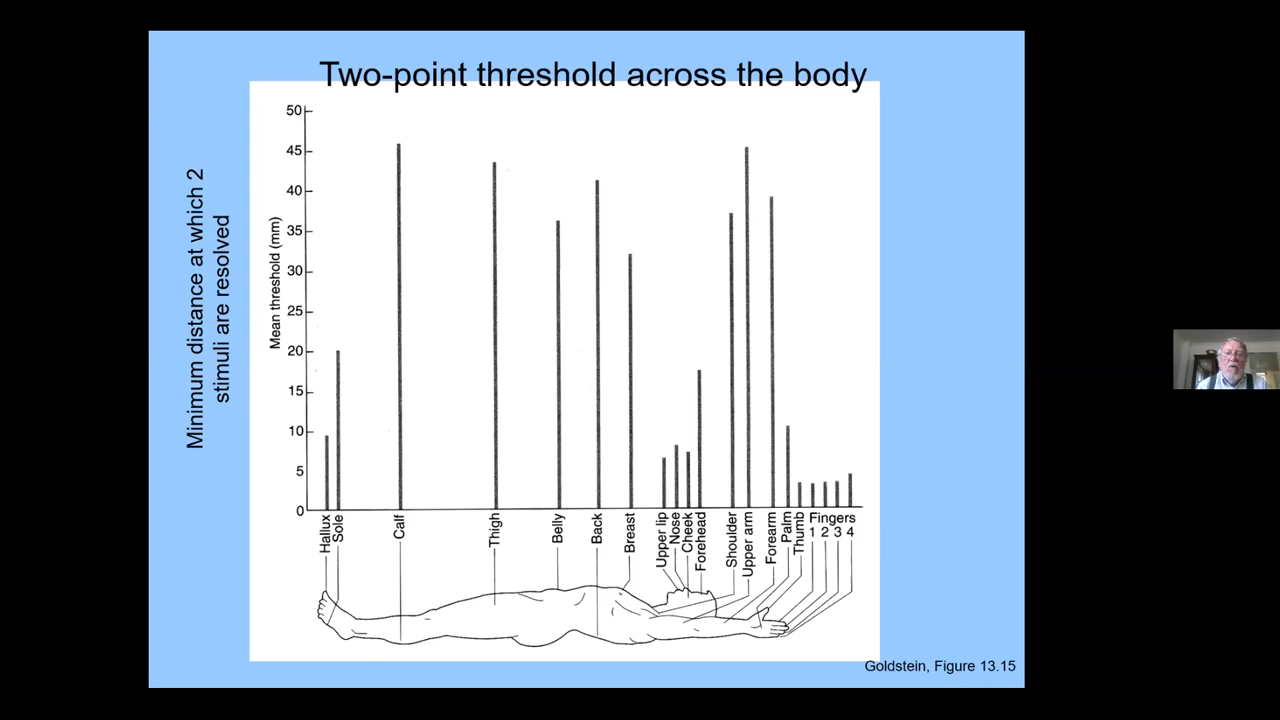 Two-point threshold across the body
Minimum distance at which 2
stimuli are resolved
Mean threshold (mm)
50
45
40
35
30
25
20
15
10
5
0
Hallux
Sole
Calf
Thigh
Belly
Back
Breast
Upper lip
Nose
Cheek
Forehead
Shoulder
Upper arm
Forearm
Palm
Thumb
Fingers
1 2 3 4
Goldstein, Figure 13.15